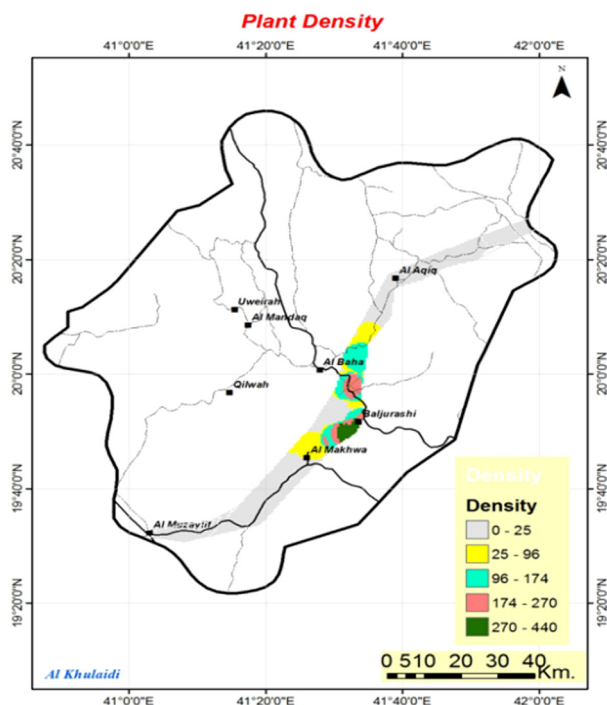 Plant Density
41°0'0"E 41°20'0"E 41°40'0"E 42°0'0"E
N
20°40'0"N 20°40'0"N
20°20'0"N 20°20'0"N
Al Aqiq
Uweirah
Al Mandaq
20°0'0"N 20°0'0"N
Al Baha
Qilwah
Baljurashi
Al Makhwa
19°40'0"N 19°40'0"N
Al Muzaylif
19°20'0"N 19°20'0"N
Density
Density
0 - 25
25 - 96
96 - 174
174 - 270
270 - 440
0 5 10 20 30 40 Km.
Al Khulaidi
41°0'0"E 41°20'0"E 41°40'0"E 42°0'0"E